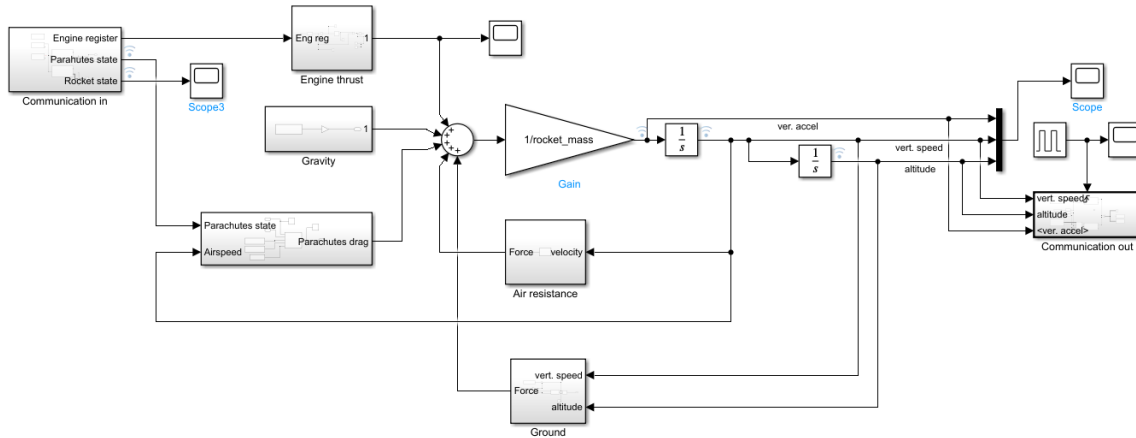 Engine register
Parahutes state
Rocket state
Communication in
Scope3
Eng reg
1
Engine thrust
1
Gravity
Parachutes state
Airspeed
Parachutes drag
+
+
+
+
+
1/rocket_mass
Gain
1
s
1
s
ver. accel
vert. speed
altitude
Scope
Force
velocity
Air resistance
vert. speed
Force
altitude
Ground
vert. speed
altitude
<ver. accel>
Communication out